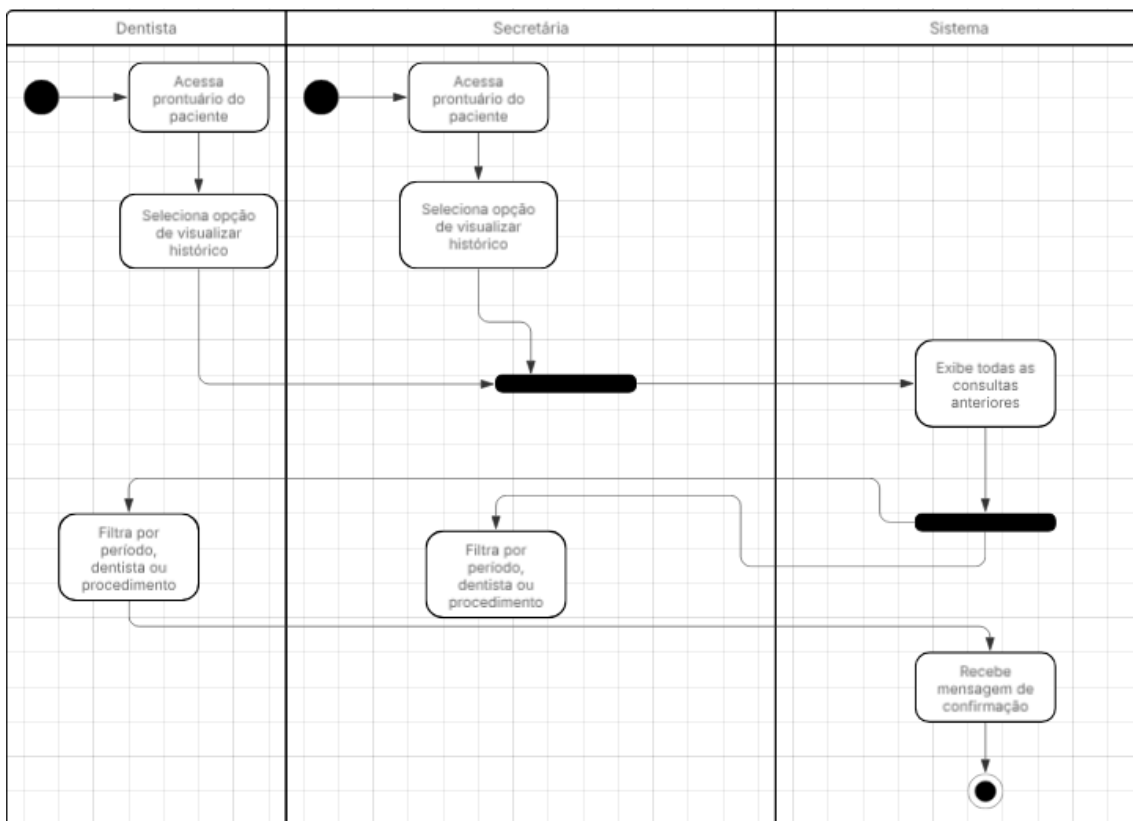 Dentista
Secretária
Sistema
Acessa
prontuário do
paciente
Acessa
prontuário do
paciente
Seleciona opção
de visualizar
histórico
Seleciona opção
de visualizar
histórico
Exibe todas as
consultas
anteriores
Filtra por
período,
dentista ou
procedimento
Filtra por
período,
dentista ou
procedimento
Recebe
mensagem de
confirmação